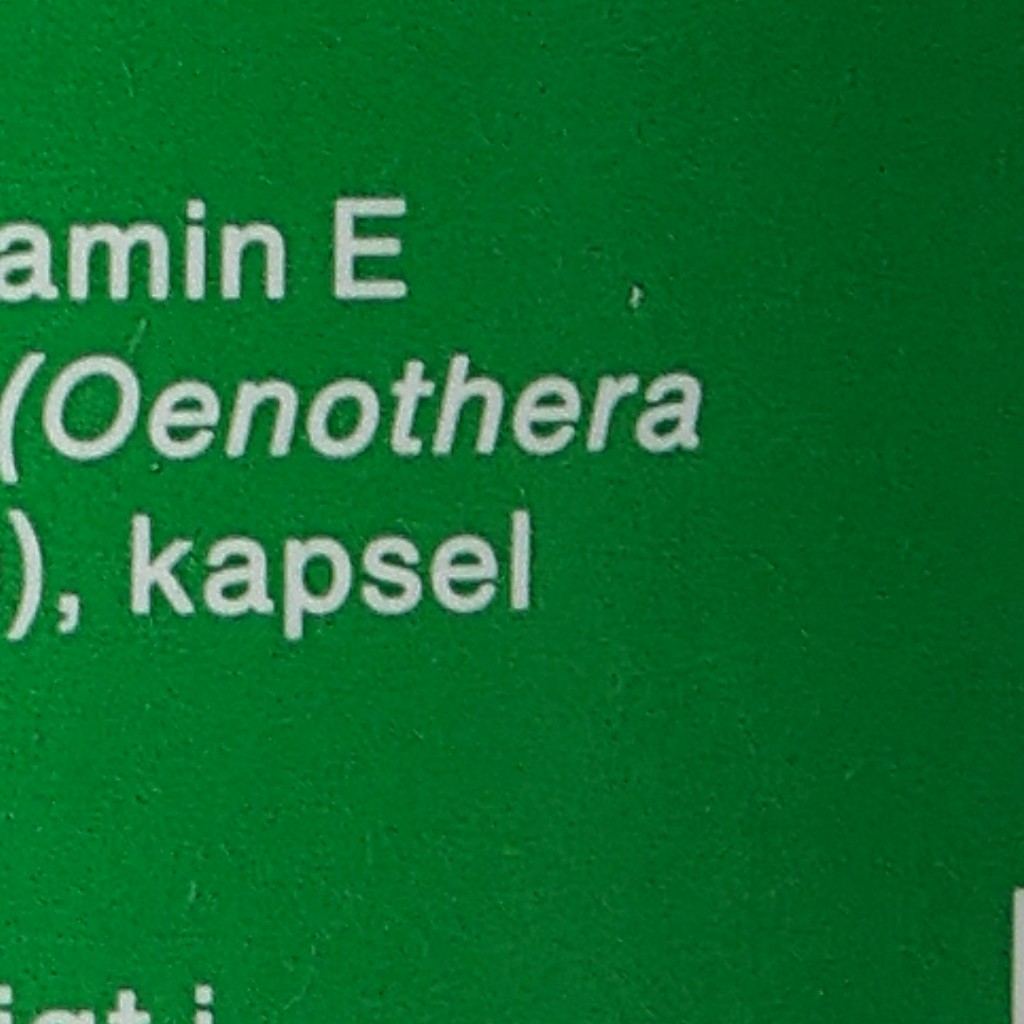 amin E
(Oenothera
), kapsel